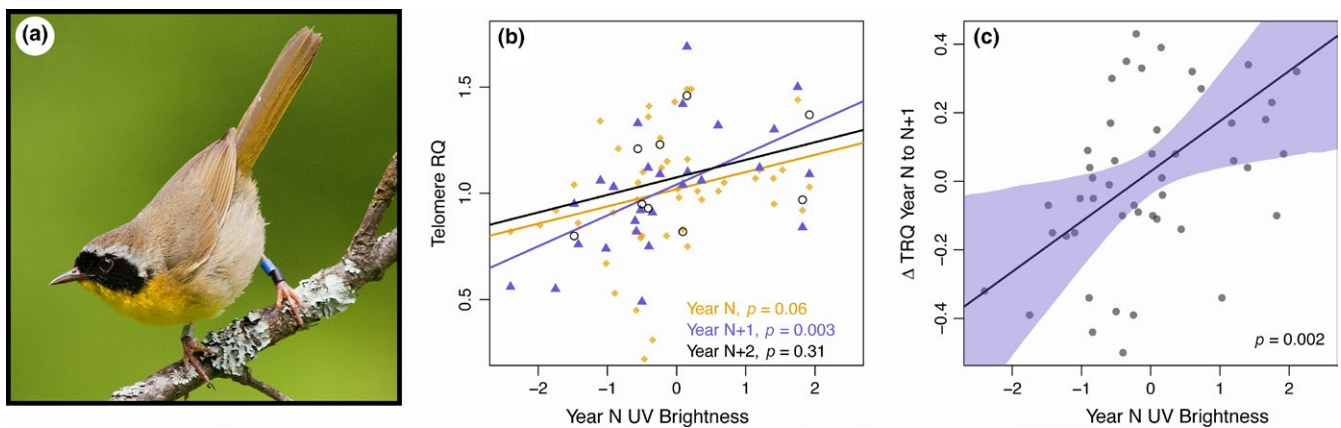 (a)
(b)
Telomere RQ
1.5
1.0
0.5
Year N, p = 0.06
Year N+1, p = 0.003
Year N+2, p = 0.31
−2
−1
0
1
2
Year N UV Brightness
(c)
Δ TRQ Year N to N+1
0.4
0.2
0.0
−0.2
−0.4
p = 0.002
−2
−1
0
1
2
Year N UV Brightness